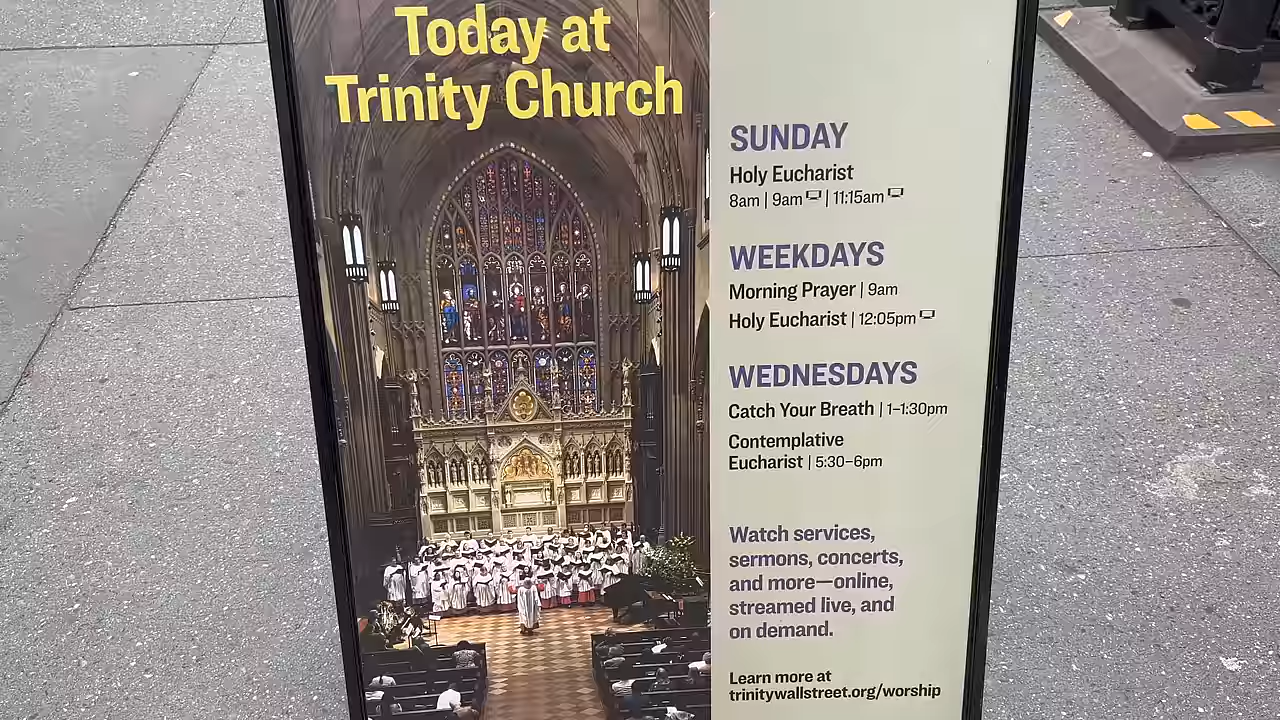 Today at
Trinity Church
SUNDAY
Holy Eucharist
8am | 9am | 11:15am
WEEKDAYS
Morning Prayer | 9am
Holy Eucharist | 12:05pm
WEDNESDAYS
Catch Your Breath | 1–1:30pm
Contemplative
Eucharist | 5:30–6pm
Watch services,
sermons, concerts,
and more—online,
streamed live, and
on demand.
Learn more at
trinitywallstreet.org/worship